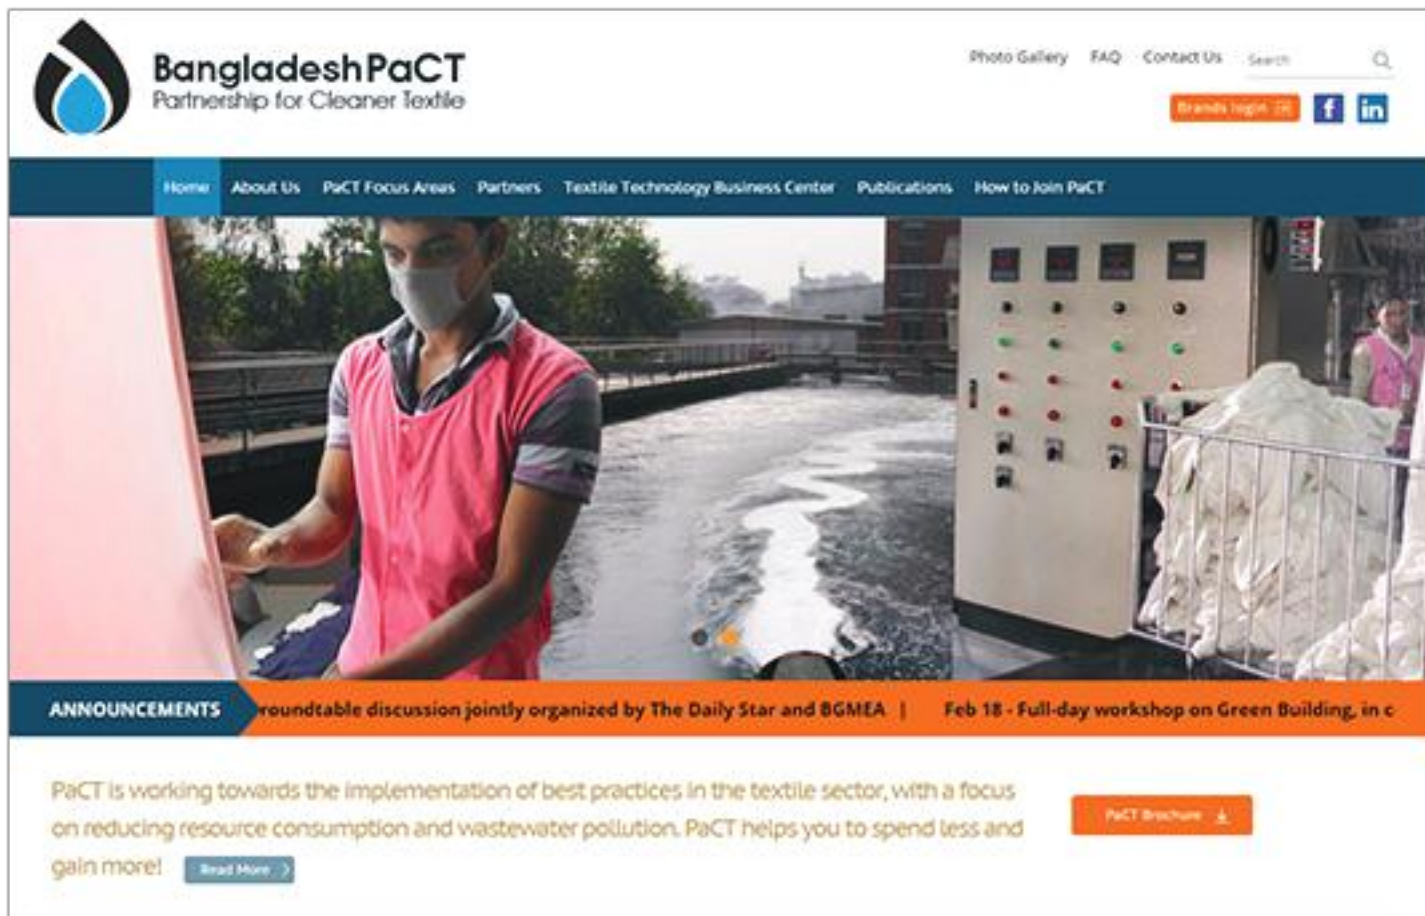 BangladeshPaCT
Partnership for Cleaner Textile
Photo Gallery FAQ Contact Us Search
Brands login
Home About Us PaCT Focus Areas Partners Textile Technology Business Center Publications How to Join PaCT
ANNOUNCEMENTS roundtable discussion jointly organized by The Daily Star and BGMEA | Feb 18 - Full-day workshop on Green Building, in c
PaCT is working towards the implementation of best practices in the textile sector, with a focus
on reducing resource consumption and wastewater pollution. PaCT helps you to spend less and
gain more! Read More
PaCT Brochure